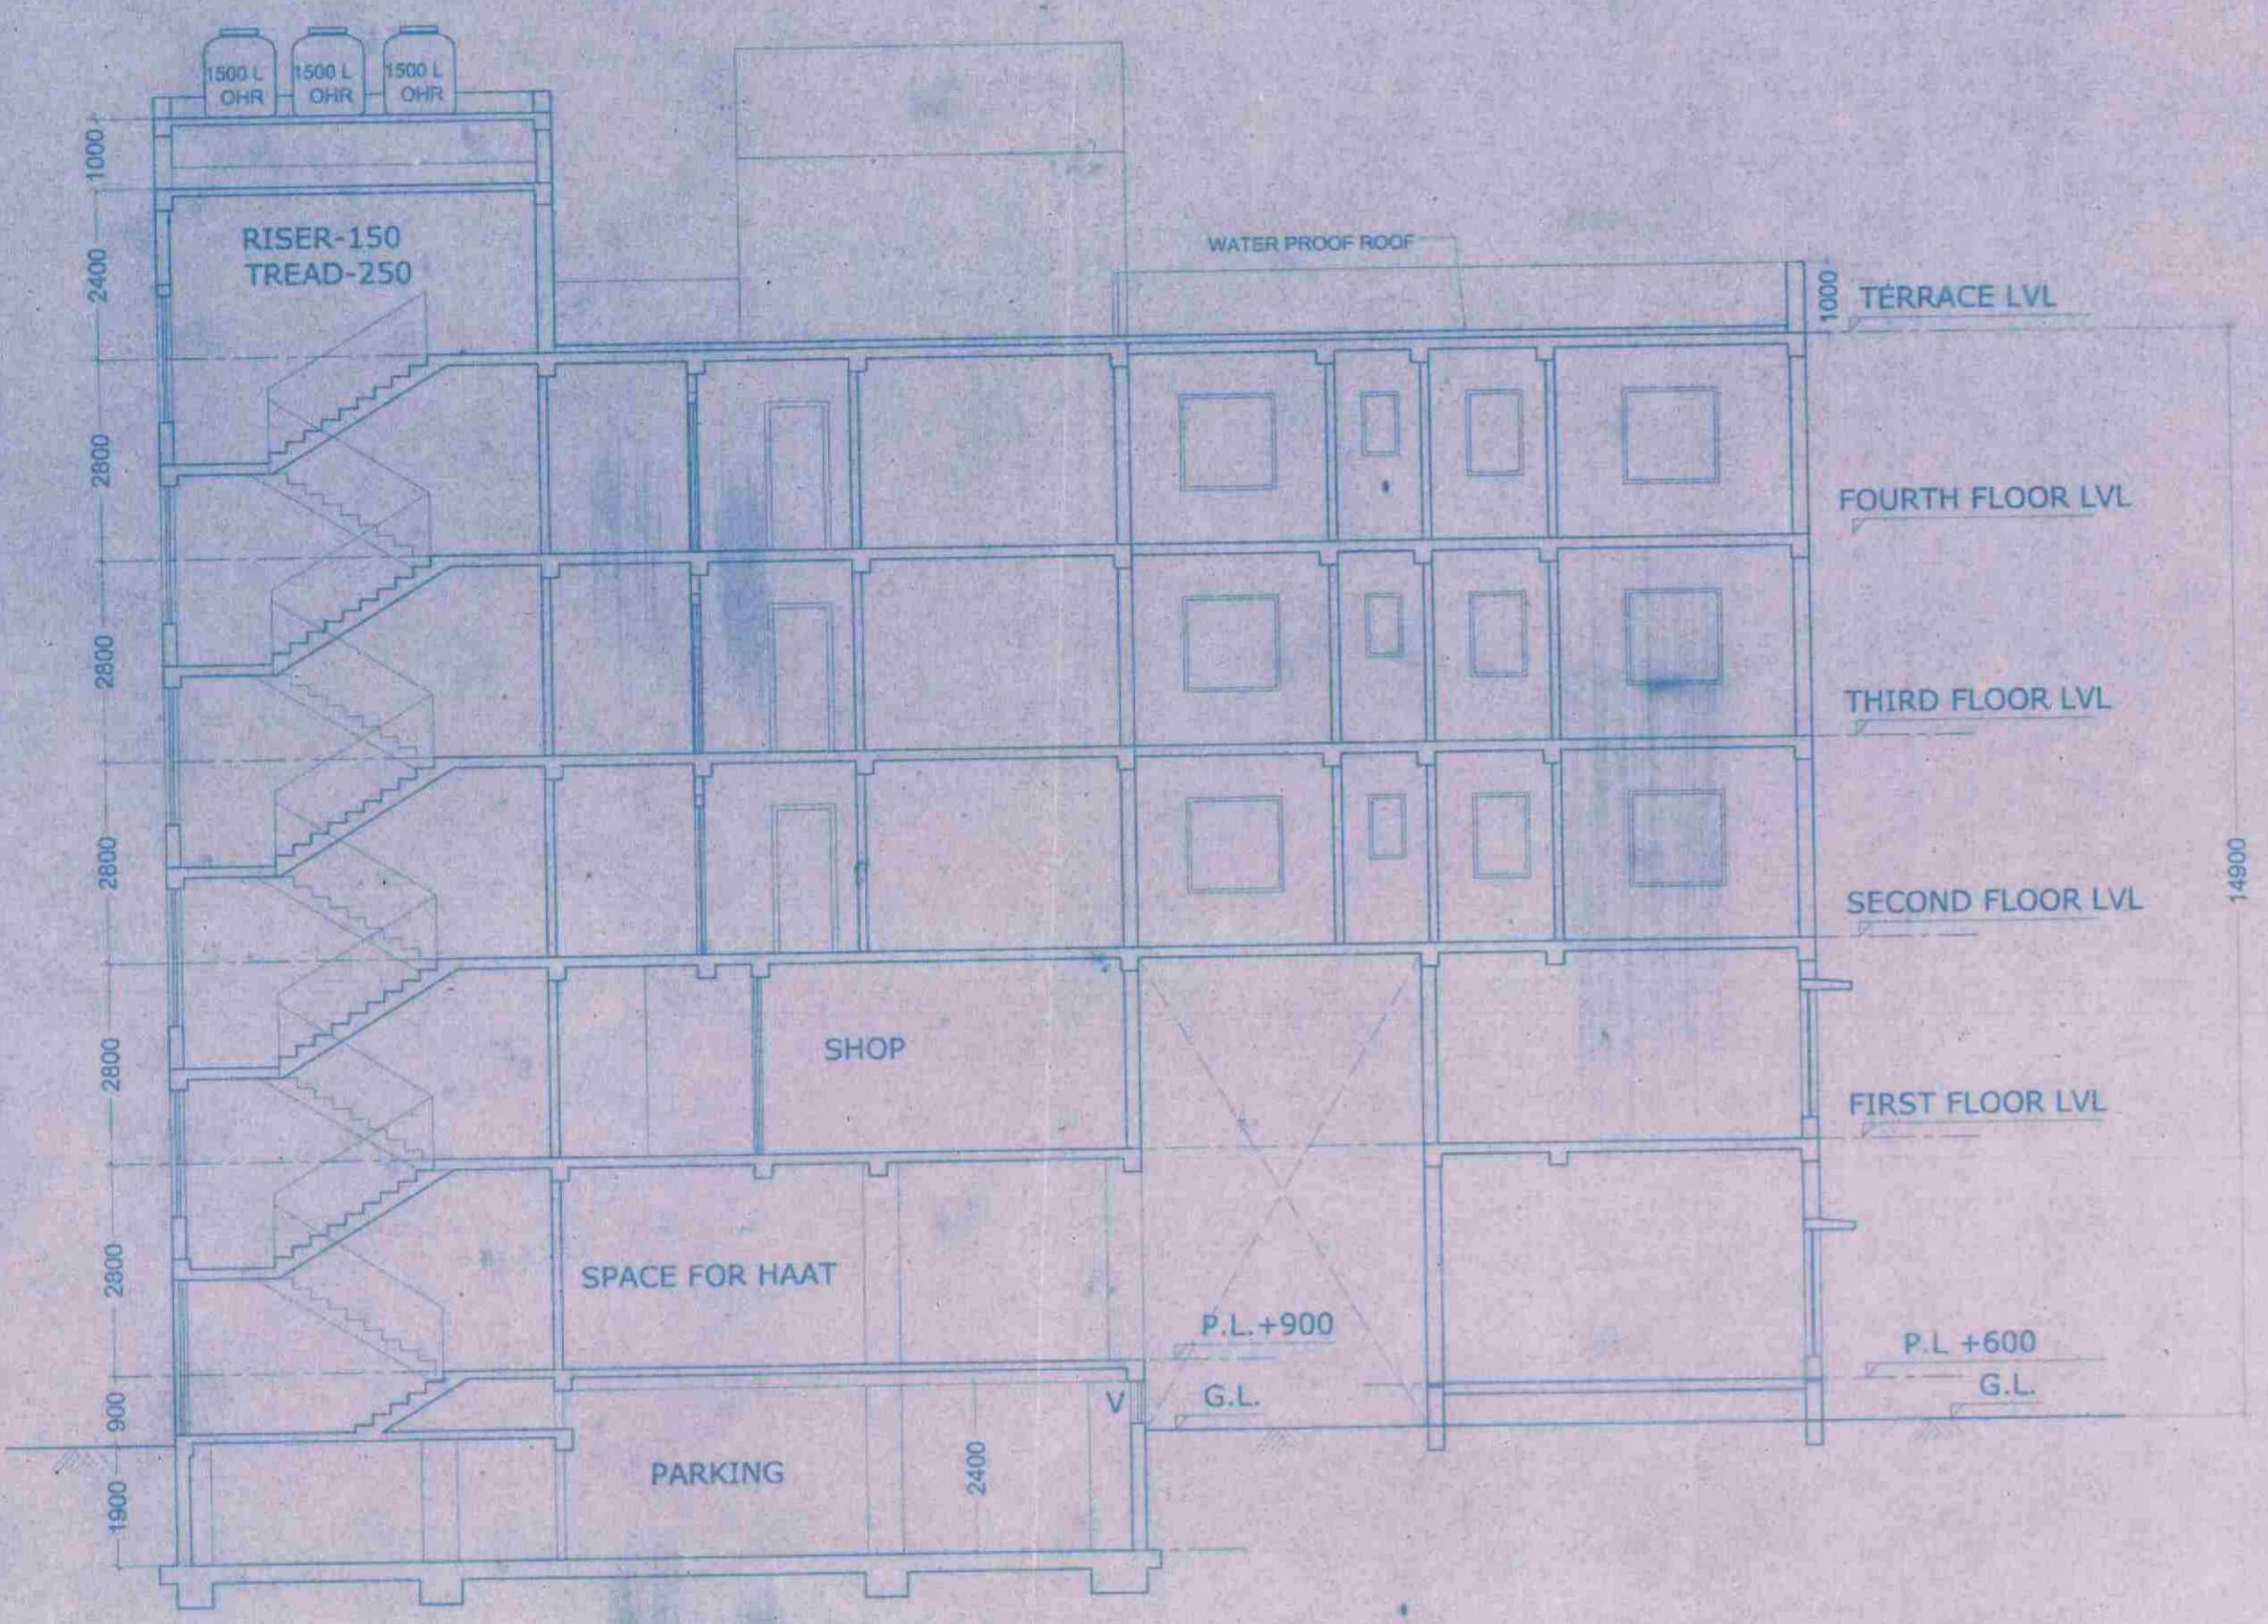 1500 L
OHR
1500 L
OHR
1500 L
OHR
1000
RISER-150
TREAD-250
2400
WATER PROOF ROOF
1000
TERRACE LVL
2800
FOURTH FLOOR LVL
2800
THIRD FLOOR LVL
2800
14900
SECOND FLOOR LVL
2800
SHOP
FIRST FLOOR LVL
2800
SPACE FOR HAAT
P.L.+900
P.L +600
G.L.
G.L.
900
V
1900
PARKING
2400